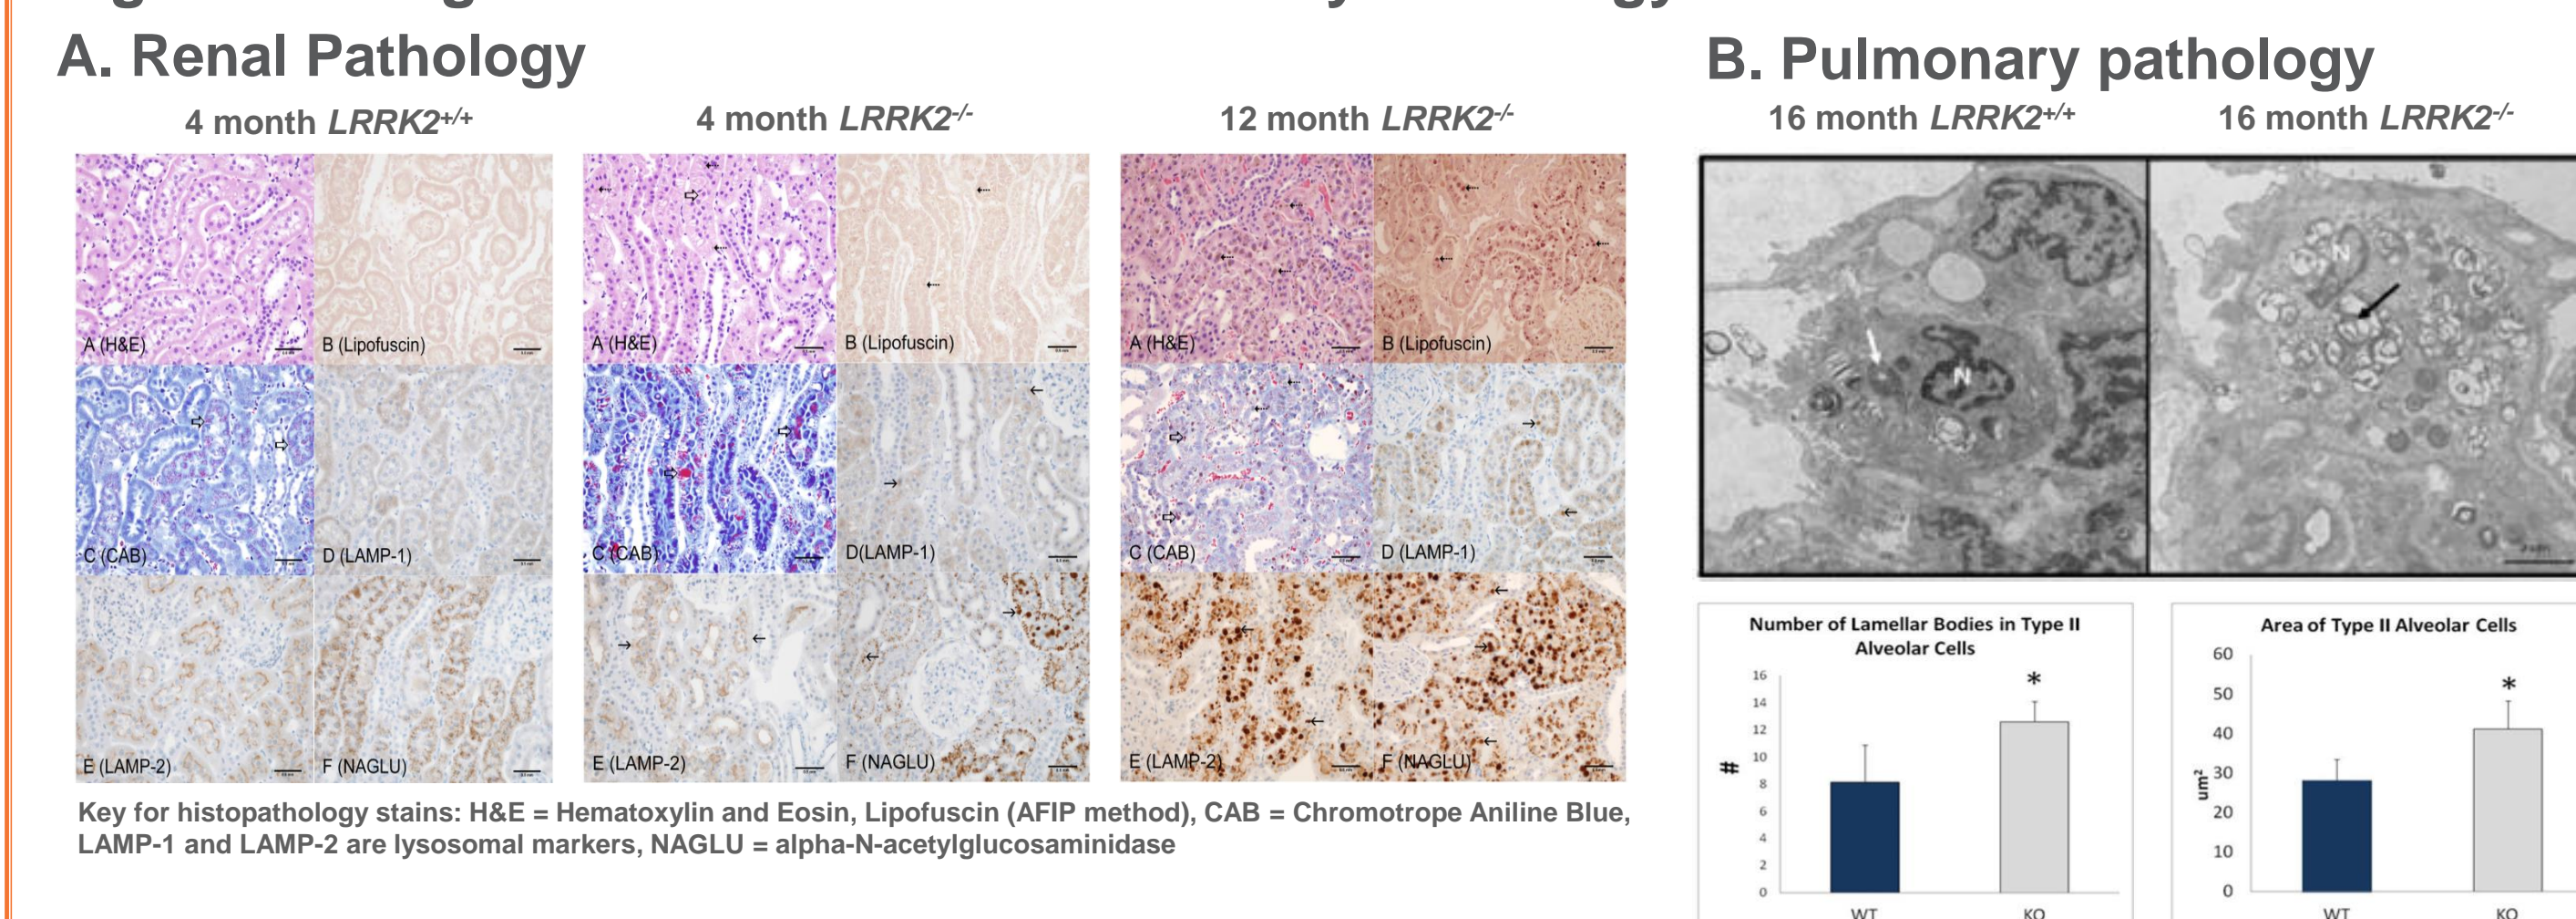 A. Renal Pathology
4 month LRRK2+/+
4 month LRRK2-/-
12 month LRRK2-/-
A (H&E)
B (Lipofuscin)
C (CAB)
D (LAMP-1)
E (LAMP-2)
F (NAGLU)
A (H&E)
B (Lipofuscin)
C (CAB)
D(LAMP-1)
E (LAMP-2)
F (NAGLU)
A (H&E)
B (Lipofuscin)
C (CAB)
D (LAMP-1)
E (LAMP-2)
F (NAGLU)
Key for histopathology stains: H&E = Hematoxylin and Eosin, Lipofuscin (AFIP method), CAB = Chromotrope Aniline Blue,
LAMP-1 and LAMP-2 are lysosomal markers, NAGLU = alpha-N-acetylglucosaminidase
B. Pulmonary pathology
16 month LRRK2+/+
16 month LRRK2-/-
N
N
Number of Lamellar Bodies in Type II
Alveolar Cells
#
16
14
12
10
8
6
4
2
0
*
WT
KO
Area of Type II Alveolar Cells
um²
60
50
40
30
20
10
0
*
WT
KO